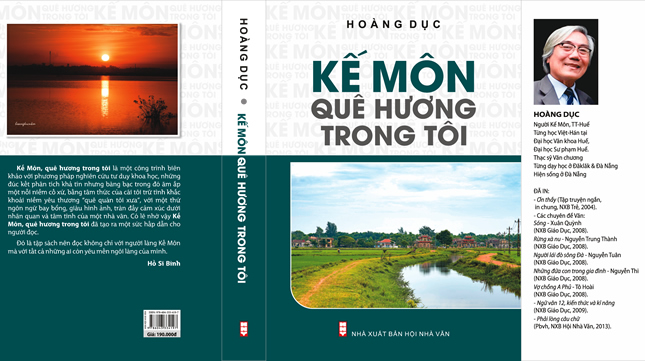 Kế Môn, quê hương trong tôi là một công trình biên
khảo với phương pháp nghiên cứu tư duy khoa học, những
đúc kết phân tích khả tín nhưng bàng bạc trong đó âm ấp
một nỗi niềm cố xứ, bằng tâm thức của cái tôi trữ tình khắc
khoải niềm yêu thương "quê quán tôi xưa", với một thứ
ngôn ngữ bay bổng, giàu hình ảnh, tràn đầy cảm xúc dưới
nhãn quan và tâm tình của một nhà văn. Có lẽ nhờ vậy Kế
Môn, quê hương trong tôi đã tạo ra một sức hấp dẫn cho
người đọc.
Đó là tập sách nên đọc không chỉ với người làng Kế Môn
mà với tất cả những ai còn yêu mến ngôi làng của mình.
Hồ Sĩ Bình
Giá: 190.000đ
HOÀNG DỤC
KẾ MÔN QUÊ HƯƠNG TRONG TÔI
HOÀNG DỤC
KẾ MÔN
QUÊ HƯƠNG
TRONG TÔI
NHÀ XUẤT BẢN HỘI NHÀ VĂN
HOÀNG DỤC
Người Kế Môn, TT-Huế
Từng học Việt-Hán tại
Đại học Văn khoa Huế,
Đại học Sư phạm Huế.
Thạc sỹ Văn chương
Từng dạy ở Đăklăk & Đà Nẵng
Hiện sống ở Đà Nẵng
ĐÃ IN:
- Ơn thầy (Tập truyện ngắn,
in chung, NXB Trẻ, 2004).
- Các chuyên đề Văn:
Sóng - Xuân Quỳnh
(NXB Giáo Dục, 2008).
Rừng xà nu - Nguyễn Trung Thành
(NXB Giáo Dục, 2008).
Người lái đò sông Đà - Nguyễn Tuân
(NXB Giáo Dục, 2008).
Những đứa con trong gia đình - Nguyễn Thi
(NXB Giáo Dục, 2008).
Vợ chồng A Phủ - Tô Hoài
(NXB Giáo Dục, 2008).
- Ngữ văn 12, kiến thức và kĩ năng
(NXB Giáo Dục, 2009).
- Phải lòng câu chữ
(Pbvh, NXB Hội Nhà Văn, 2013).